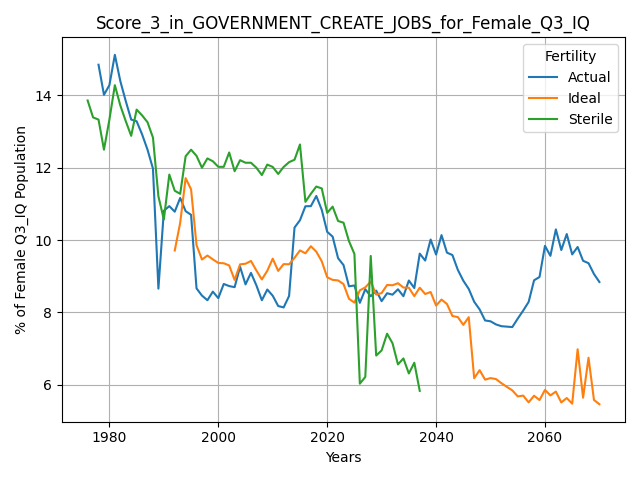 Score_3_in_GOVERNMENT_CREATE_JOBS_for_Female_Q3_IQ
% of Female Q3_IQ Population
14
12
10
8
6
Fertility
Actual
Ideal
Sterile
1980
2000
2020
2040
2060
Years